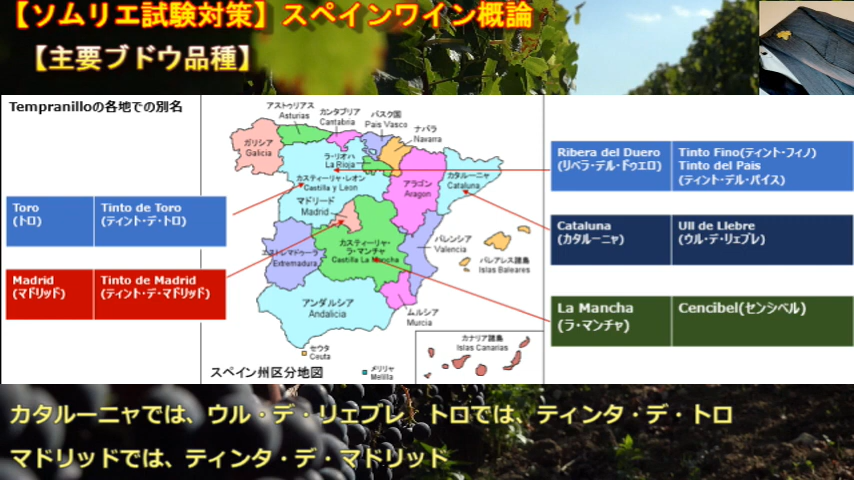 【ソムリエ試験対策】スペインワイン概論
【主要ブドウ品種】
Tempranilloの各地での別名
アストゥリアス
Asturias
カンタブリア
Cantabria
バスク国
Pais Vasco
ナバラ
Navarra
ガリシア
Galicia
ラ・リオハ
La Rioja
カスティーリャ・レオン
Castilla y Leon
アラゴン
Aragon
カタルーニャ
Cataluna
マドリード
Madrid
エストレマドゥーラ
Extremadura
カスティーリャ・
ラ・マンチャ
Castilla La Mancha
バレンシア
Valencia
バレアレス諸島
Islas Baleares
アンダルシア
Andalicia
ムルシア
Murcia
セウタ
Ceuta
メリリャ
Melilla
カナリア諸島
Islas Canarias
スペイン州区分地図
Toro
(トロ)
Tinto de Toro
(ティント・デ・トロ)
Madrid
(マドリッド)
Tinto de Madrid
(ティント・デ・マドリッド)
Ribera del Duero
(リベラ・デル・ドゥエロ)
Tinto Fino(ティント・フィノ)
Tinto del Pais
(ティント・デル・パイス)
Cataluna
(カタルーニャ)
Ull de Llebre
(ウル・デ・リェブレ)
La Mancha
(ラ・マンチャ)
Cencibel(センシベル)
カタルーニャでは、ウル・デ・リェブレ　トロでは、ティンタ・デ・トロ
マドリッドでは、ティンタ・デ・マドリッド